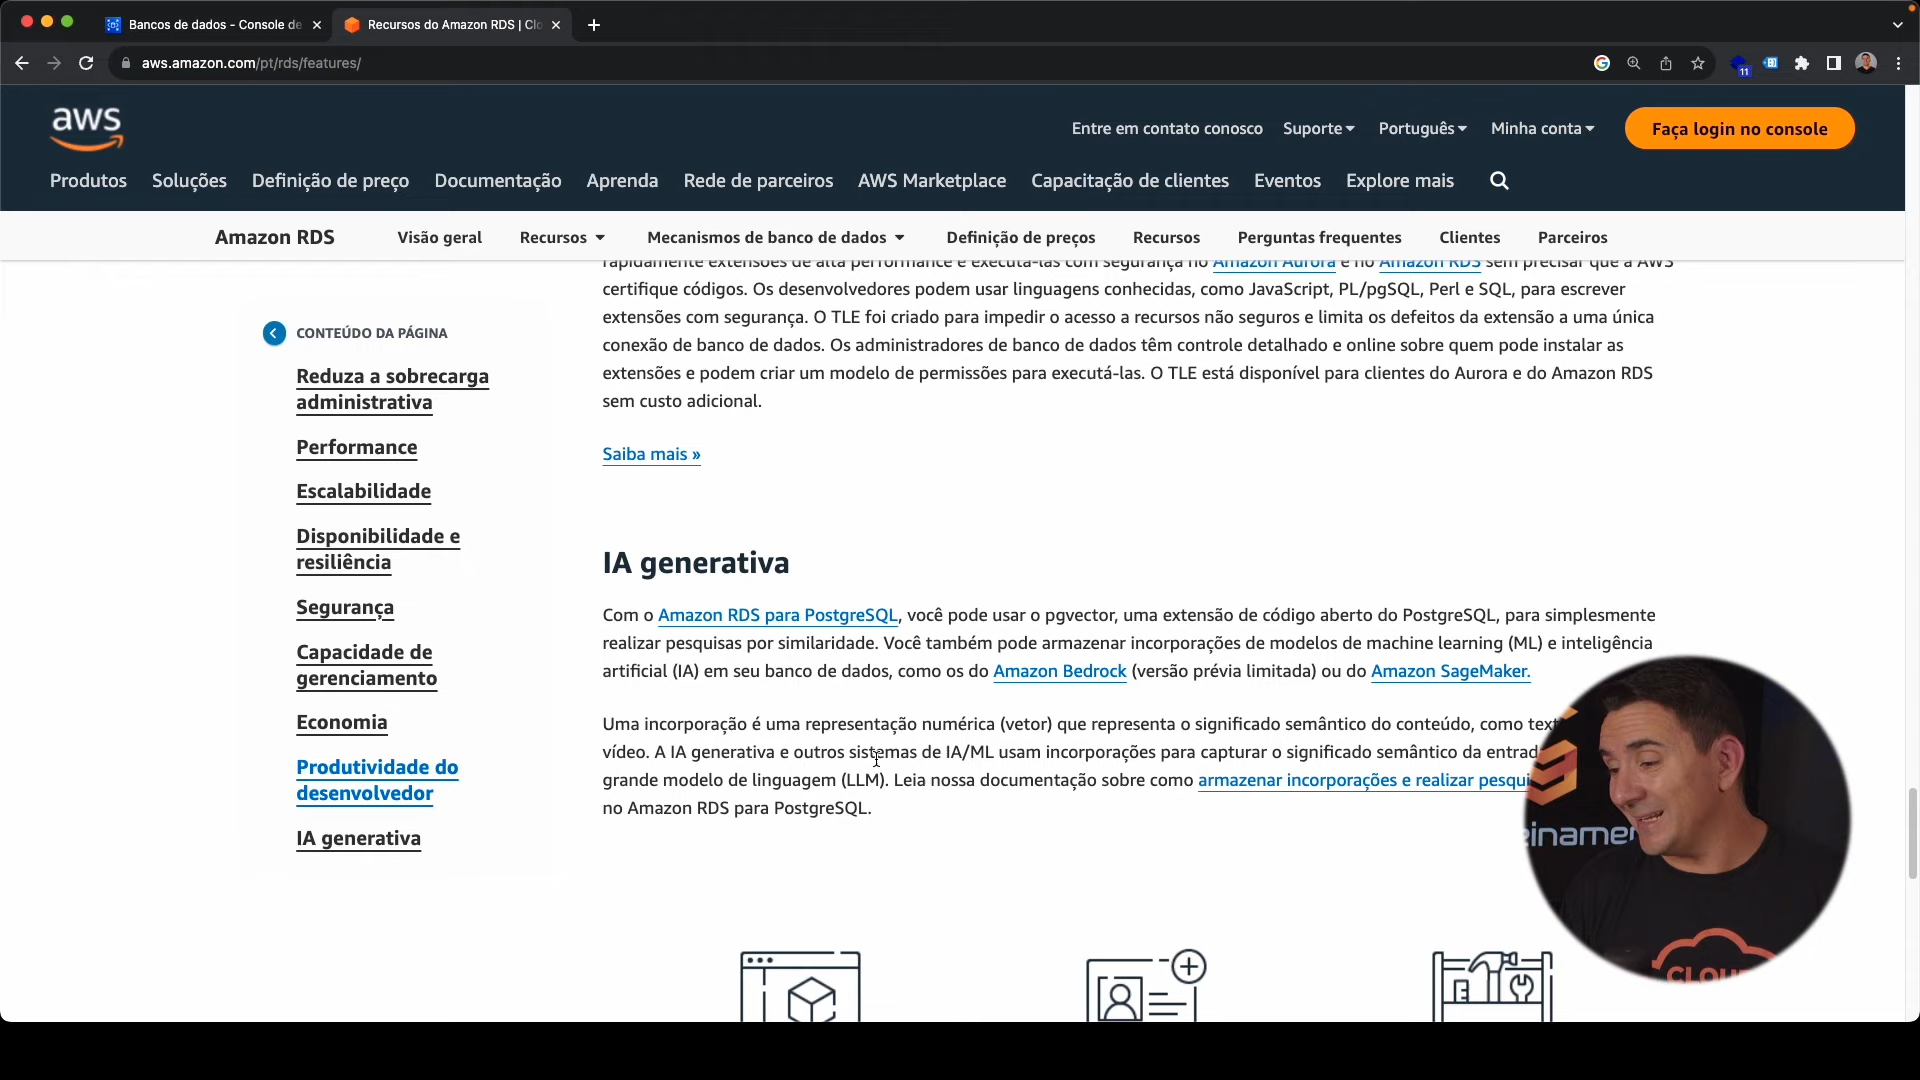 Bancos de dados - Console de
Recursos do Amazon RDS | Clo
aws.amazon.com/pt/rds/features/
11
aws
Entre em contato conosco
Suporte
Português
Minha conta
Faça login no console
Produtos
Soluções
Definição de preço
Documentação
Aprenda
Rede de parceiros
AWS Marketplace
Capacitação de clientes
Eventos
Explore mais
Amazon RDS
Visão geral
Recursos
Mecanismos de banco de dados
Definição de preços
Recursos
Perguntas frequentes
Clientes
Parceiros
CONTEÚDO DA PÁGINA
Reduza a sobrecarga
administrativa
Performance
Escalabilidade
Disponibilidade e
resiliência
Segurança
Capacidade de
gerenciamento
Economia
Produtividade do
desenvolvedor
IA generativa
rapidamente extensões de alta performance e executá-las com segurança no Amazon Aurora e no Amazon RDS sem precisar que a AWS
certifique códigos. Os desenvolvedores podem usar linguagens conhecidas, como JavaScript, PL/pgSQL, Perl e SQL, para escrever
extensões com segurança. O TLE foi criado para impedir o acesso a recursos não seguros e limita os defeitos da extensão a uma única
conexão de banco de dados. Os administradores de banco de dados têm controle detalhado e online sobre quem pode instalar as
extensões e podem criar um modelo de permissões para executá-las. O TLE está disponível para clientes do Aurora e do Amazon RDS
sem custo adicional.
Saiba mais »
IA generativa
Com o Amazon RDS para PostgreSQL, você pode usar o pgvector, uma extensão de código aberto do PostgreSQL, para simplesmente
realizar pesquisas por similaridade. Você também pode armazenar incorporações de modelos de machine learning (ML) e inteligência
artificial (IA) em seu banco de dados, como os do Amazon Bedrock (versão prévia limitada) ou do Amazon SageMaker.
Uma incorporação é uma representação numérica (vetor) que representa o significado semântico do conteúdo, como text
vídeo. A IA generativa e outros sistemas de IA/ML usam incorporações para capturar o significado semântico da entrad
grande modelo de linguagem (LLM). Leia nossa documentação sobre como armazenar incorporações e realizar pesqui
no Amazon RDS para PostgreSQL.
einamen
CLOUD